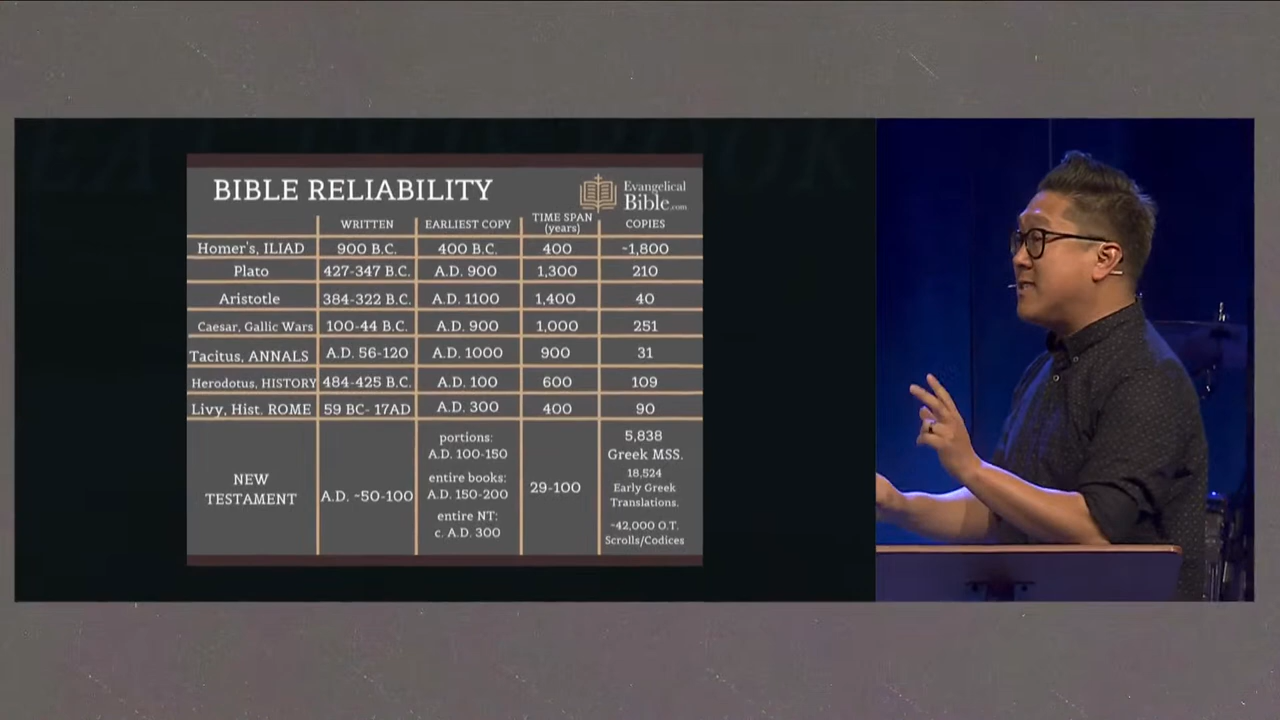 BIBLE RELIABILITY
Evangelical
Bible.com
WRITTEN EARLIEST COPY TIME SPAN (years) COPIES
Homer's, ILIAD 900 B.C. 400 B.C. 400 ~1,800
Plato 427-347 B.C. A.D. 900 1,300 210
Aristotle 384-322 B.C. A.D. 1100 1,400 40
Caesar, Gallic Wars 100-44 B.C. A.D. 900 1,000 251
Tacitus, ANNALS A.D. 56-120 A.D. 1000 900 31
Herodotus, HISTORY 484-425 B.C. A.D. 100 600 109
Livy, Hist. ROME 59 BC- 17AD A.D. 300 400 90
NEW
TESTAMENT
A.D. ~50-100
portions:
A.D. 100-150
entire books:
A.D. 150-200
entire NT:
c. A.D. 300
29-100
5,838
Greek MSS.
18,524
Early Greek
Translations.
~42,000 O.T.
Scrolls/Codices